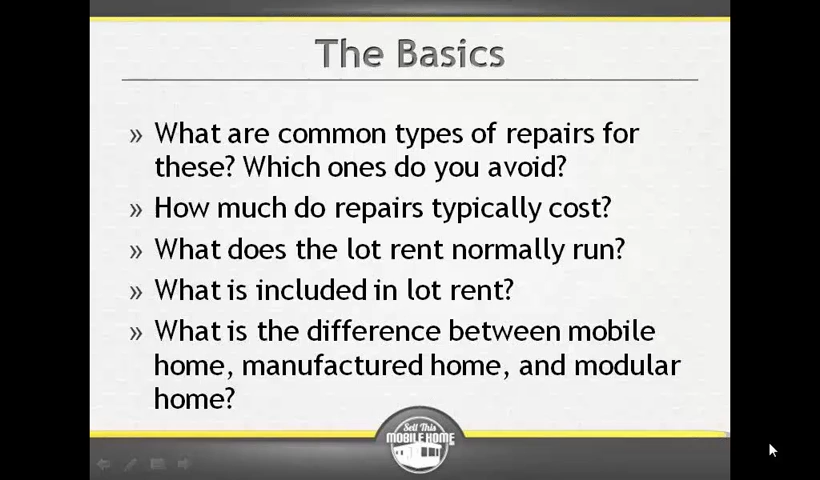 The Basics
» What are common types of repairs for
these? Which ones do you avoid?
» How much do repairs typically cost?
» What does the lot rent normally run?
» What is included in lot rent?
» What is the difference between mobile
home, manufactured home, and modular
home?
Sell This
MOBILE HOME